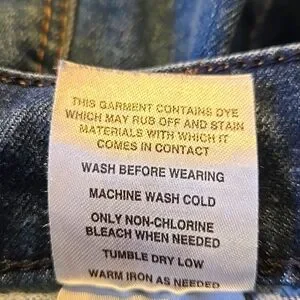 THIS GARMENT CONTAINS DYE
WHICH MAY RUB OFF AND STAIN
MATERIALS WITH WHICH IT
COMES IN CONTACT
WASH BEFORE WEARING
MACHINE WASH COLD
ONLY NON-CHLORINE
BLEACH WHEN NEEDED
TUMBLE DRY LOW
WARM IRON AS NEEDED